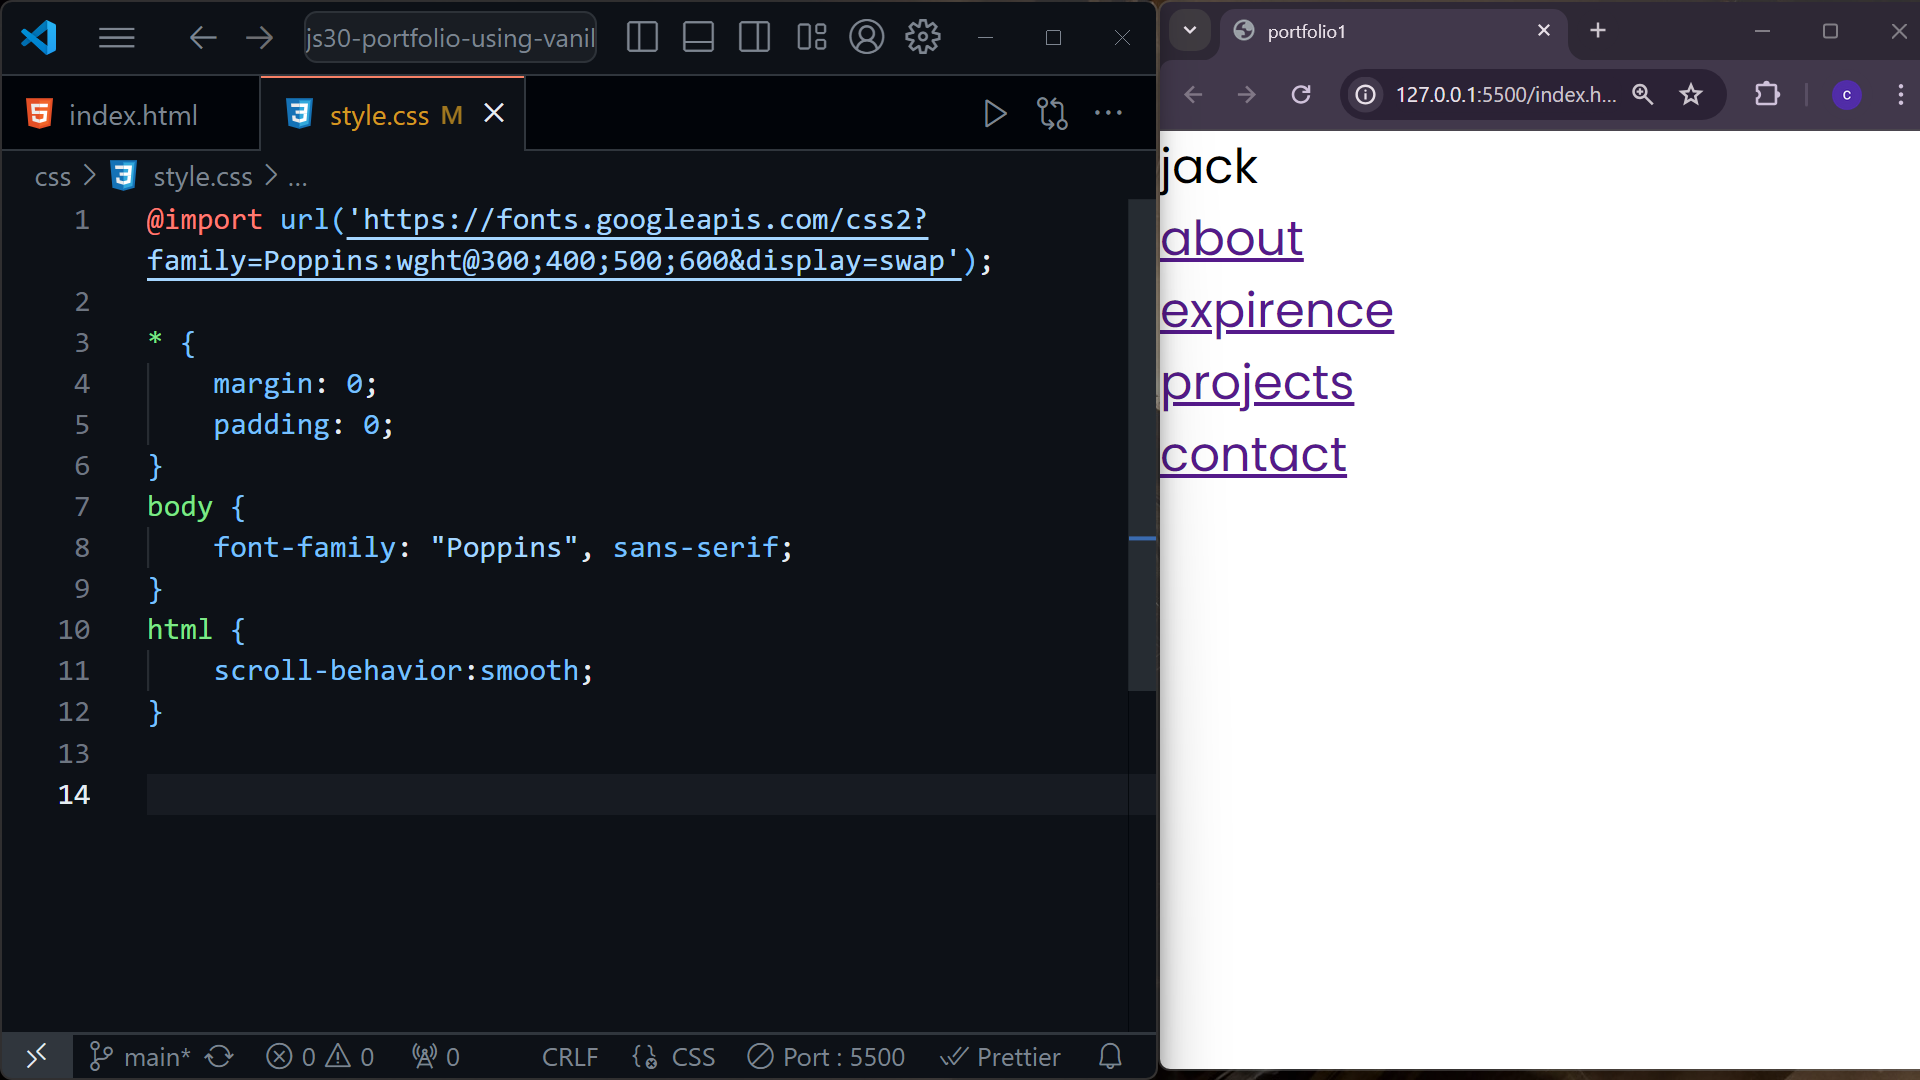 js30-portfolio-using-vanil
index.html
style.css M
css > style.css > ...
1 @import url('https://fonts.googleapis.com/css2?
family=Poppins:wght@300;400;500;600&display=swap');
2
3 * {
4 margin: 0;
5 padding: 0;
6 }
7 body {
8 font-family: "Poppins", sans-serif;
9 }
10 html {
11 scroll-behavior:smooth;
12 }
13
14
main* 0 0 0 CRLF CSS Port : 5500 Prettier
portfolio1
127.0.0.1:5500/index.h... c
jack
about
expirence
projects
contact